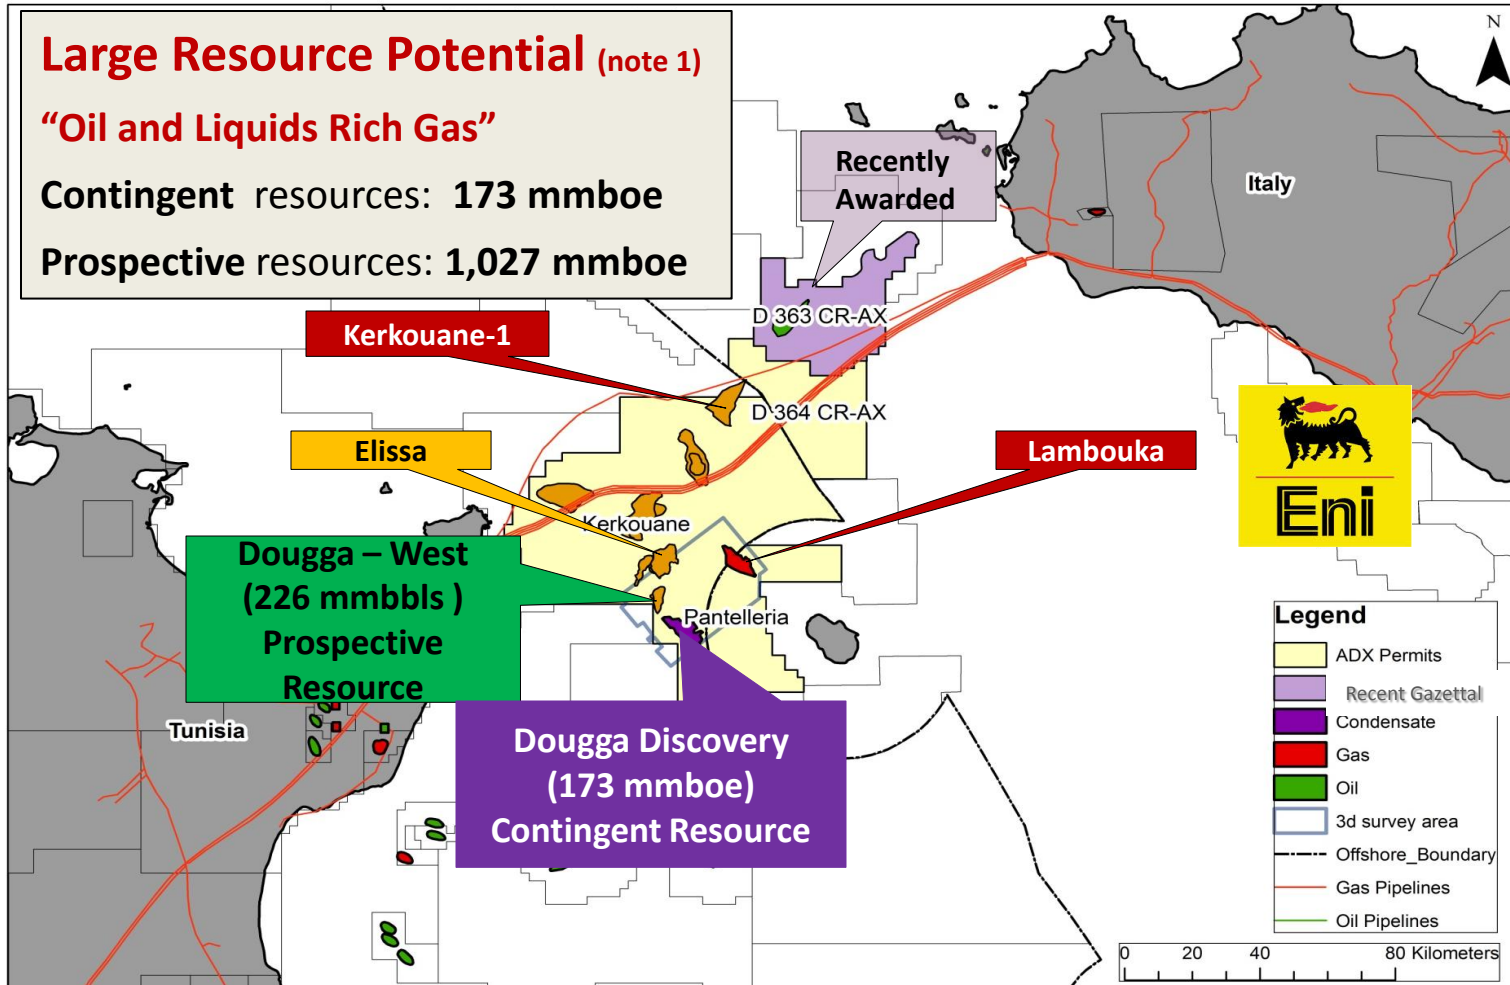 Large Resource Potential (note 1)
“Oil and Liquids Rich Gas”
Contingent resources: 173 mmboe
Prospective resources: 1,027 mmboe
N
Recently
Awarded
Italy
D 363 CR-AX
Kerkouane-1
D 364 CR-AX
Elissa
Lambouka
Eni
Kerkouane
Dougga – West
(226 mmbbls )
Prospective
Resource
Pantelleria
Tunisia
Dougga Discovery
(173 mmboe)
Contingent Resource
Legend
ADX Permits
Recent Gazettal
Condensate
Gas
Oil
3d survey area
Offshore_Boundary
Gas Pipelines
Oil Pipelines
0 20 40 80 Kilometers